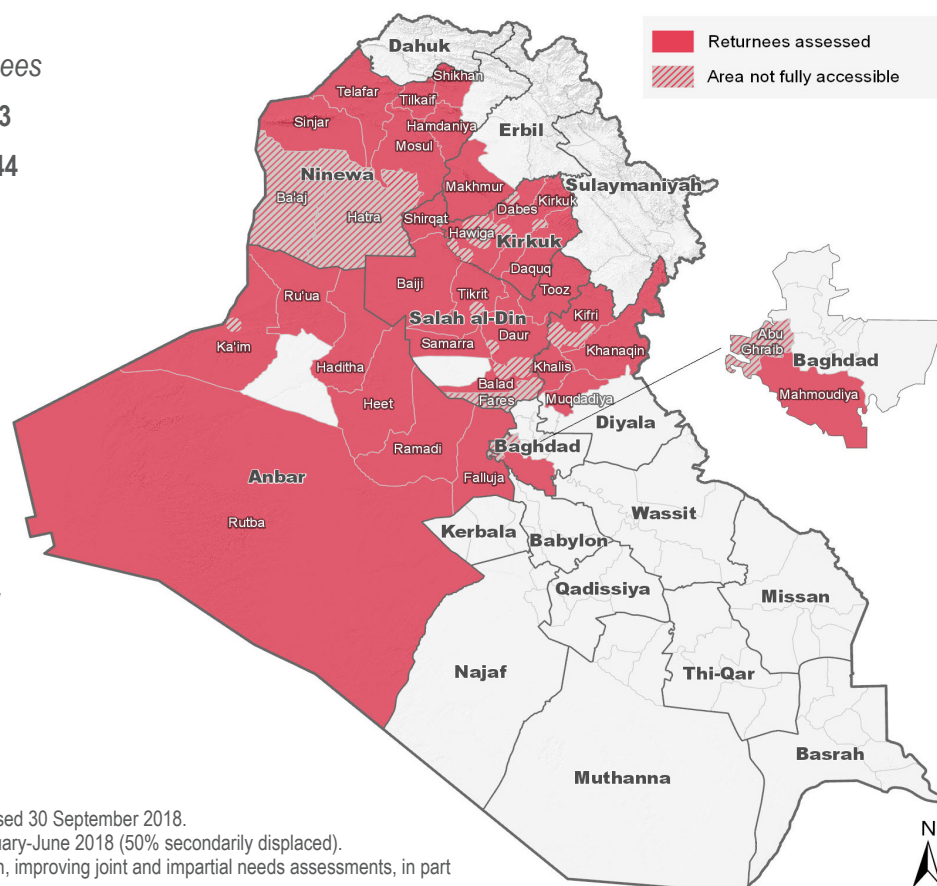 ees
3
44
Returnees assessed
Area not fully accessible
Dahuk
Shikhan
Telafar
Tilkaif
Sinjar
Hamdaniya
Erbil
Mosul
Ninewa
Makhmur
Sulaymaniyah
Ba'aj
Kirkuk
Dabes
Hatra
Shirqat
Hawiga
Kirkuk
Daquq
Baiji
Ru'ua
Tikrit
Tooz
Salah al-Din
Kifri
Daur
Ka'im
Samarra
Khanaqin
Haditha
Khalis
Balad
Fares
Heet
Muqdadiya
Diyala
Ramadi
Baghdad
Anbar
Falluja
Rutba
Wassit
Kerbala
Babylon
Qadissiya
Missan
Najaf
Thi-Qar
Basrah
Muthanna
Abu
Ghraib
Baghdad
Mahmoudiya
sed 30 September 2018.
uary-June 2018 (50% secondarily displaced).
n, improving joint and impartial needs assessments, in part
N